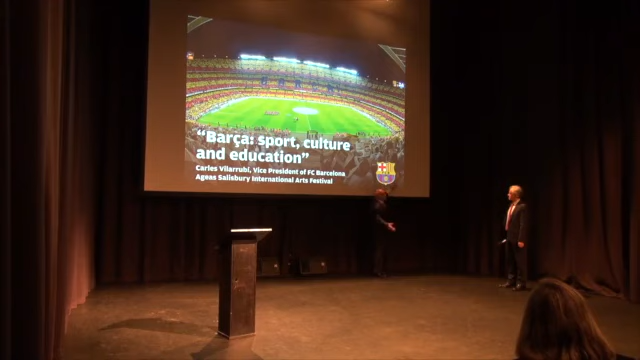 “Barça: sport, culture
and education”
Carles Vilarrubí, Vice President of FC Barcelona
Ageas Salisbury International Arts Festival